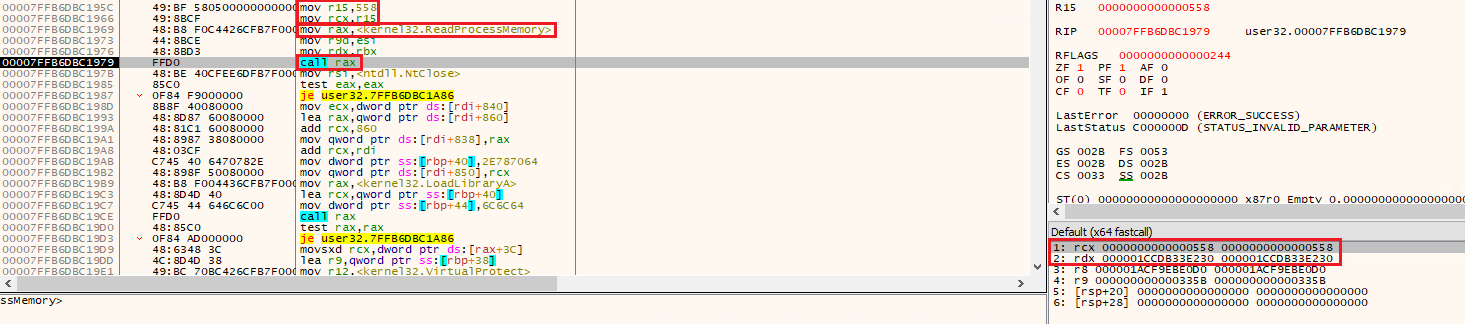 00007FFB6DBC195C 49:BF 5805000000000000 mov r15,558
mov rcx,r15
00007FFB6DBC1966 49:8BCF
00007FFB6DBC1969 48:B8 F0C4426CFB7F000 mov rax,<kernel32.ReadProcessMemory>
00007FFB6DBC1973 44:8BCE mov r9d,esi
00007FFB6DBC1976 48:8BD3 mov rdx,rbx
00007FFB6DBC1979 FFD0 call rax
48:BE 40CFEE6DFB7F000 mov rsi,<ntdll.NtClose>
00007FFB6DBC1985 85C0 test eax,eax
00007FFB6DBC1987 0F84 F9000000 je user32.7FFB6DBC1A86
00007FFB6DBC198D 8B8F 40080000 mov ecx,dword ptr ds:[rdi+840]
00007FFB6DBC1993 48:8D87 60080000 lea rax,qword ptr ds:[rdi+860]
00007FFB6DBC199A 48:81C1 60080000 add rcx,860
00007FFB6DBC19A1 48:8987 38080000 mov qword ptr ds:[rdi+838],rax
00007FFB6DBC19A8 48:03CF add rcx,rdi
00007FFB6DBC19AB C745 40 6470782E mov dword ptr ss:[rbp+40],2E787064
00007FFB6DBC19B2 48:898F 50080000 mov qword ptr ds:[rdi+850],rcx
00007FFB6DBC19B9 48:B8 F004436CFB7F000 mov rax,<kernel32.LoadLibraryA>
00007FFB6DBC19C3 48:8D4D 40 lea rcx,qword ptr ss:[rbp+40]
00007FFB6DBC19C7 C745 44 646C6C00 mov dword ptr ss:[rbp+44],6C6C64
00007FFB6DBC19CE FFD0 call rax
00007FFB6DBC19D0 48:85C0 test rax,rax
00007FFB6DBC19D3 0F84 AD000000 je user32.7FFB6DBC1A86
00007FFB6DBC19D9 48:6348 3C movsxd rcx,dword ptr ds:[rax+3C]
00007FFB6DBC19DD 4C:8D4D 38 lea r9,qword ptr ss:[rbp+38]
00007FFB6DBC19E1 49:BC 70BC426CFB7F000 mov r12,<kernel32.VirtualProtect>
ssMemory>
R15 0000000000000558
RIP 00007FFB6DBC1979 user32.00007FFB6DBC1979
RFLAGS 0000000000000244
ZF 1 PF 1 AF 0
OF 0 SF 0 DF 0
CF 0 TF 0 IF 1
LastError 00000000 (ERROR_SUCCESS)
LastStatus C000000D (STATUS_INVALID_PARAMETER)
GS 002B FS 0053
ES 002B DS 002B
CS 0033 SS 002B
Default (x64 fastcall)
1: rcx 0000000000000558 0000000000000558
2: rdx 000001CCDB33E230 000001CCDB33E230
3: r8 000001ACF9EBE0D0 000001ACF9EBE0D0
4: r9 000000000000335B 000000000000335B
5: [rsp+20] 0000000000000000 0000000000000000
6: [rsp+28] 0000000000000000 0000000000000000